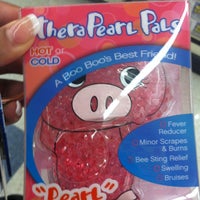 TheraPearl Pals
HOT or
COLD
A Boo Boo's Best Friend!
Fever
Reducer
Minor Scrapes
& Burns
Bee Sting Relief
Swelling
Bruises
"Pearl"